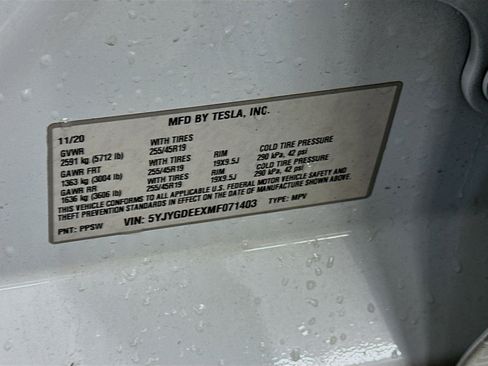 MFD BY TESLA, INC.
11/20 WITH TIRES RIM COLD TIRE PRESSURE
GVWR 255/45R19 19X9.5J 290 kPa, 42 psi
2591 kg (5712 lb)
GAWR FRT WITH TIRES RIM COLD TIRE PRESSURE
1363 kg (3004 lb) 255/45R19 19X9.5J 290 kPa, 42 psi
GAWR RR WITH TIRES
1636 kg (3606 lb) 255/45R19
THIS VEHICLE CONFORMS TO ALL APPLICABLE U.S. FEDERAL MOTOR VEHICLE SAFETY AND
THEFT PREVENTION STANDARDS IN EFFECT ON THE DATE OF MANUFACTURE SHOWN ABOVE.
PNT: PPSW VIN: 5YJYGDEEXMF071403 TYPE: MPV